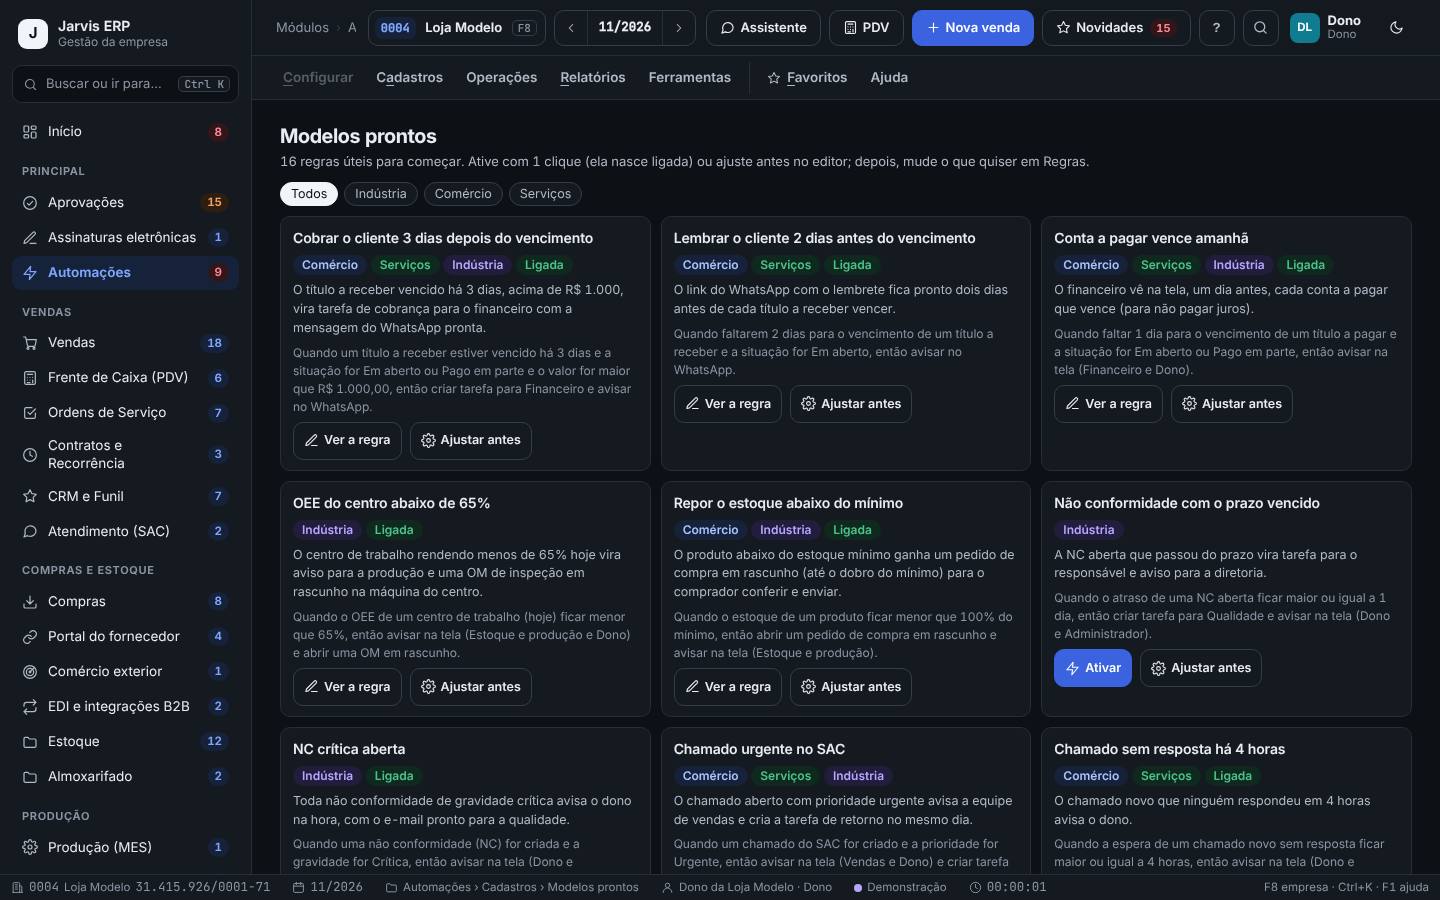 J
Jarvis ERP
Gestão da empresa
Buscar ou ir para...
Ctrl K
Início
8
PRINCIPAL
Aprovações
15
Assinaturas eletrônicas
1
Automações
9
VENDAS
Vendas
18
Frente de Caixa (PDV)
6
Ordens de Serviço
7
Contratos e
Recorrência
3
CRM e Funil
7
Atendimento (SAC)
2
COMPRAS E ESTOQUE
Compras
8
Portal do fornecedor
4
Comércio exterior
1
EDI e integrações B2B
2
Estoque
12
Almoxarifado
2
PRODUÇÃO
Produção (MES)
1
Módulos › A
0004 Loja Modelo F8
‹ 11/2026 ›
Assistente
PDV
Nova venda
Novidades 15
?
DL
Dono
Dono
Configurar
Cadastros
Operações
Relatórios
Ferramentas
Favoritos
Ajuda
Modelos prontos
16 regras úteis para começar. Ative com 1 clique (ela nasce ligada) ou ajuste antes no editor; depois, mude o que quiser em Regras.
Todos
Indústria
Comércio
Serviços
Cobrar o cliente 3 dias depois do vencimento
Comércio Serviços Indústria Ligada
O título a receber vencido há 3 dias, acima de R$ 1.000,
vira tarefa de cobrança para o financeiro com a
mensagem do WhatsApp pronta.
Quando um título a receber estiver vencido há 3 dias e a
situação for Em aberto ou Pago em parte e o valor for maior
que R$ 1.000,00, então criar tarefa para Financeiro e avisar
no WhatsApp.
Ver a regra
Ajustar antes
Lembrar o cliente 2 dias antes do vencimento
Comércio Serviços Ligada
O link do WhatsApp com o lembrete fica pronto dois dias
antes de cada título a receber vencer.
Quando faltarem 2 dias para o vencimento de um título a
receber e a situação for Em aberto, então avisar no
WhatsApp.
Ver a regra
Ajustar antes
Conta a pagar vence amanhã
Comércio Serviços Indústria Ligada
O financeiro vê na tela, um dia antes, cada conta a pagar
que vence (para não pagar juros).
Quando faltar 1 dia para o vencimento de um título a pagar e
a situação for Em aberto ou Pago em parte, então avisar na
tela (Financeiro e Dono).
Ver a regra
Ajustar antes
OEE do centro abaixo de 65%
Indústria Ligada
O centro de trabalho rendendo menos de 65% hoje vira
aviso para a produção e uma OM de inspeção em
rascunho na máquina do centro.
Quando o OEE de um centro de trabalho (hoje) ficar menor
que 65%, então avisar na tela (Estoque e produção e Dono)
e abrir uma OM em rascunho.
Ver a regra
Ajustar antes
Repor o estoque abaixo do mínimo
Comércio Indústria Ligada
O produto abaixo do estoque mínimo ganha um pedido de
compra em rascunho (até o dobro do mínimo) para o
comprador conferir e enviar.
Quando o estoque de um produto ficar menor que 100% do
mínimo, então abrir um pedido de compra em rascunho e
avisar na tela (Estoque e produção).
Ver a regra
Ajustar antes
Não conformidade com o prazo vencido
Indústria
A NC aberta que passou do prazo vira tarefa para o
responsável e aviso para a diretoria.
Quando o atraso de uma NC aberta ficar maior ou igual a 1
dia, então criar tarefa para Qualidade e avisar na tela (Dono
e Administrador).
Ativar
Ajustar antes
NC crítica aberta
Indústria Ligada
Toda não conformidade de gravidade crítica avisa o dono
na hora, com o e-mail pronto para a qualidade.
Quando uma não conformidade (NC) for criada e a
gravidade for Crítica, então avisar na tela (Dono e
Chamado urgente no SAC
Comércio Serviços Indústria
O chamado aberto com prioridade urgente avisa a equipe
de vendas e cria a tarefa de retorno no mesmo dia.
Quando um chamado do SAC for criado e a prioridade for
Urgente, então avisar na tela (Vendas e Dono) e criar tarefa
Chamado sem resposta há 4 horas
Comércio Serviços Ligada
O chamado novo que ninguém respondeu em 4 horas
avisa o dono.
Quando a espera de um chamado novo sem resposta ficar
maior ou igual a 4 horas, então avisar na tela (Dono e
0004 Loja Modelo 31.415.926/0001-71
11/2026
Automações › Cadastros › Modelos prontos
Dono da Loja Modelo · Dono
Demonstração
00:00:01
F8 empresa · Ctrl+K · F1 ajuda